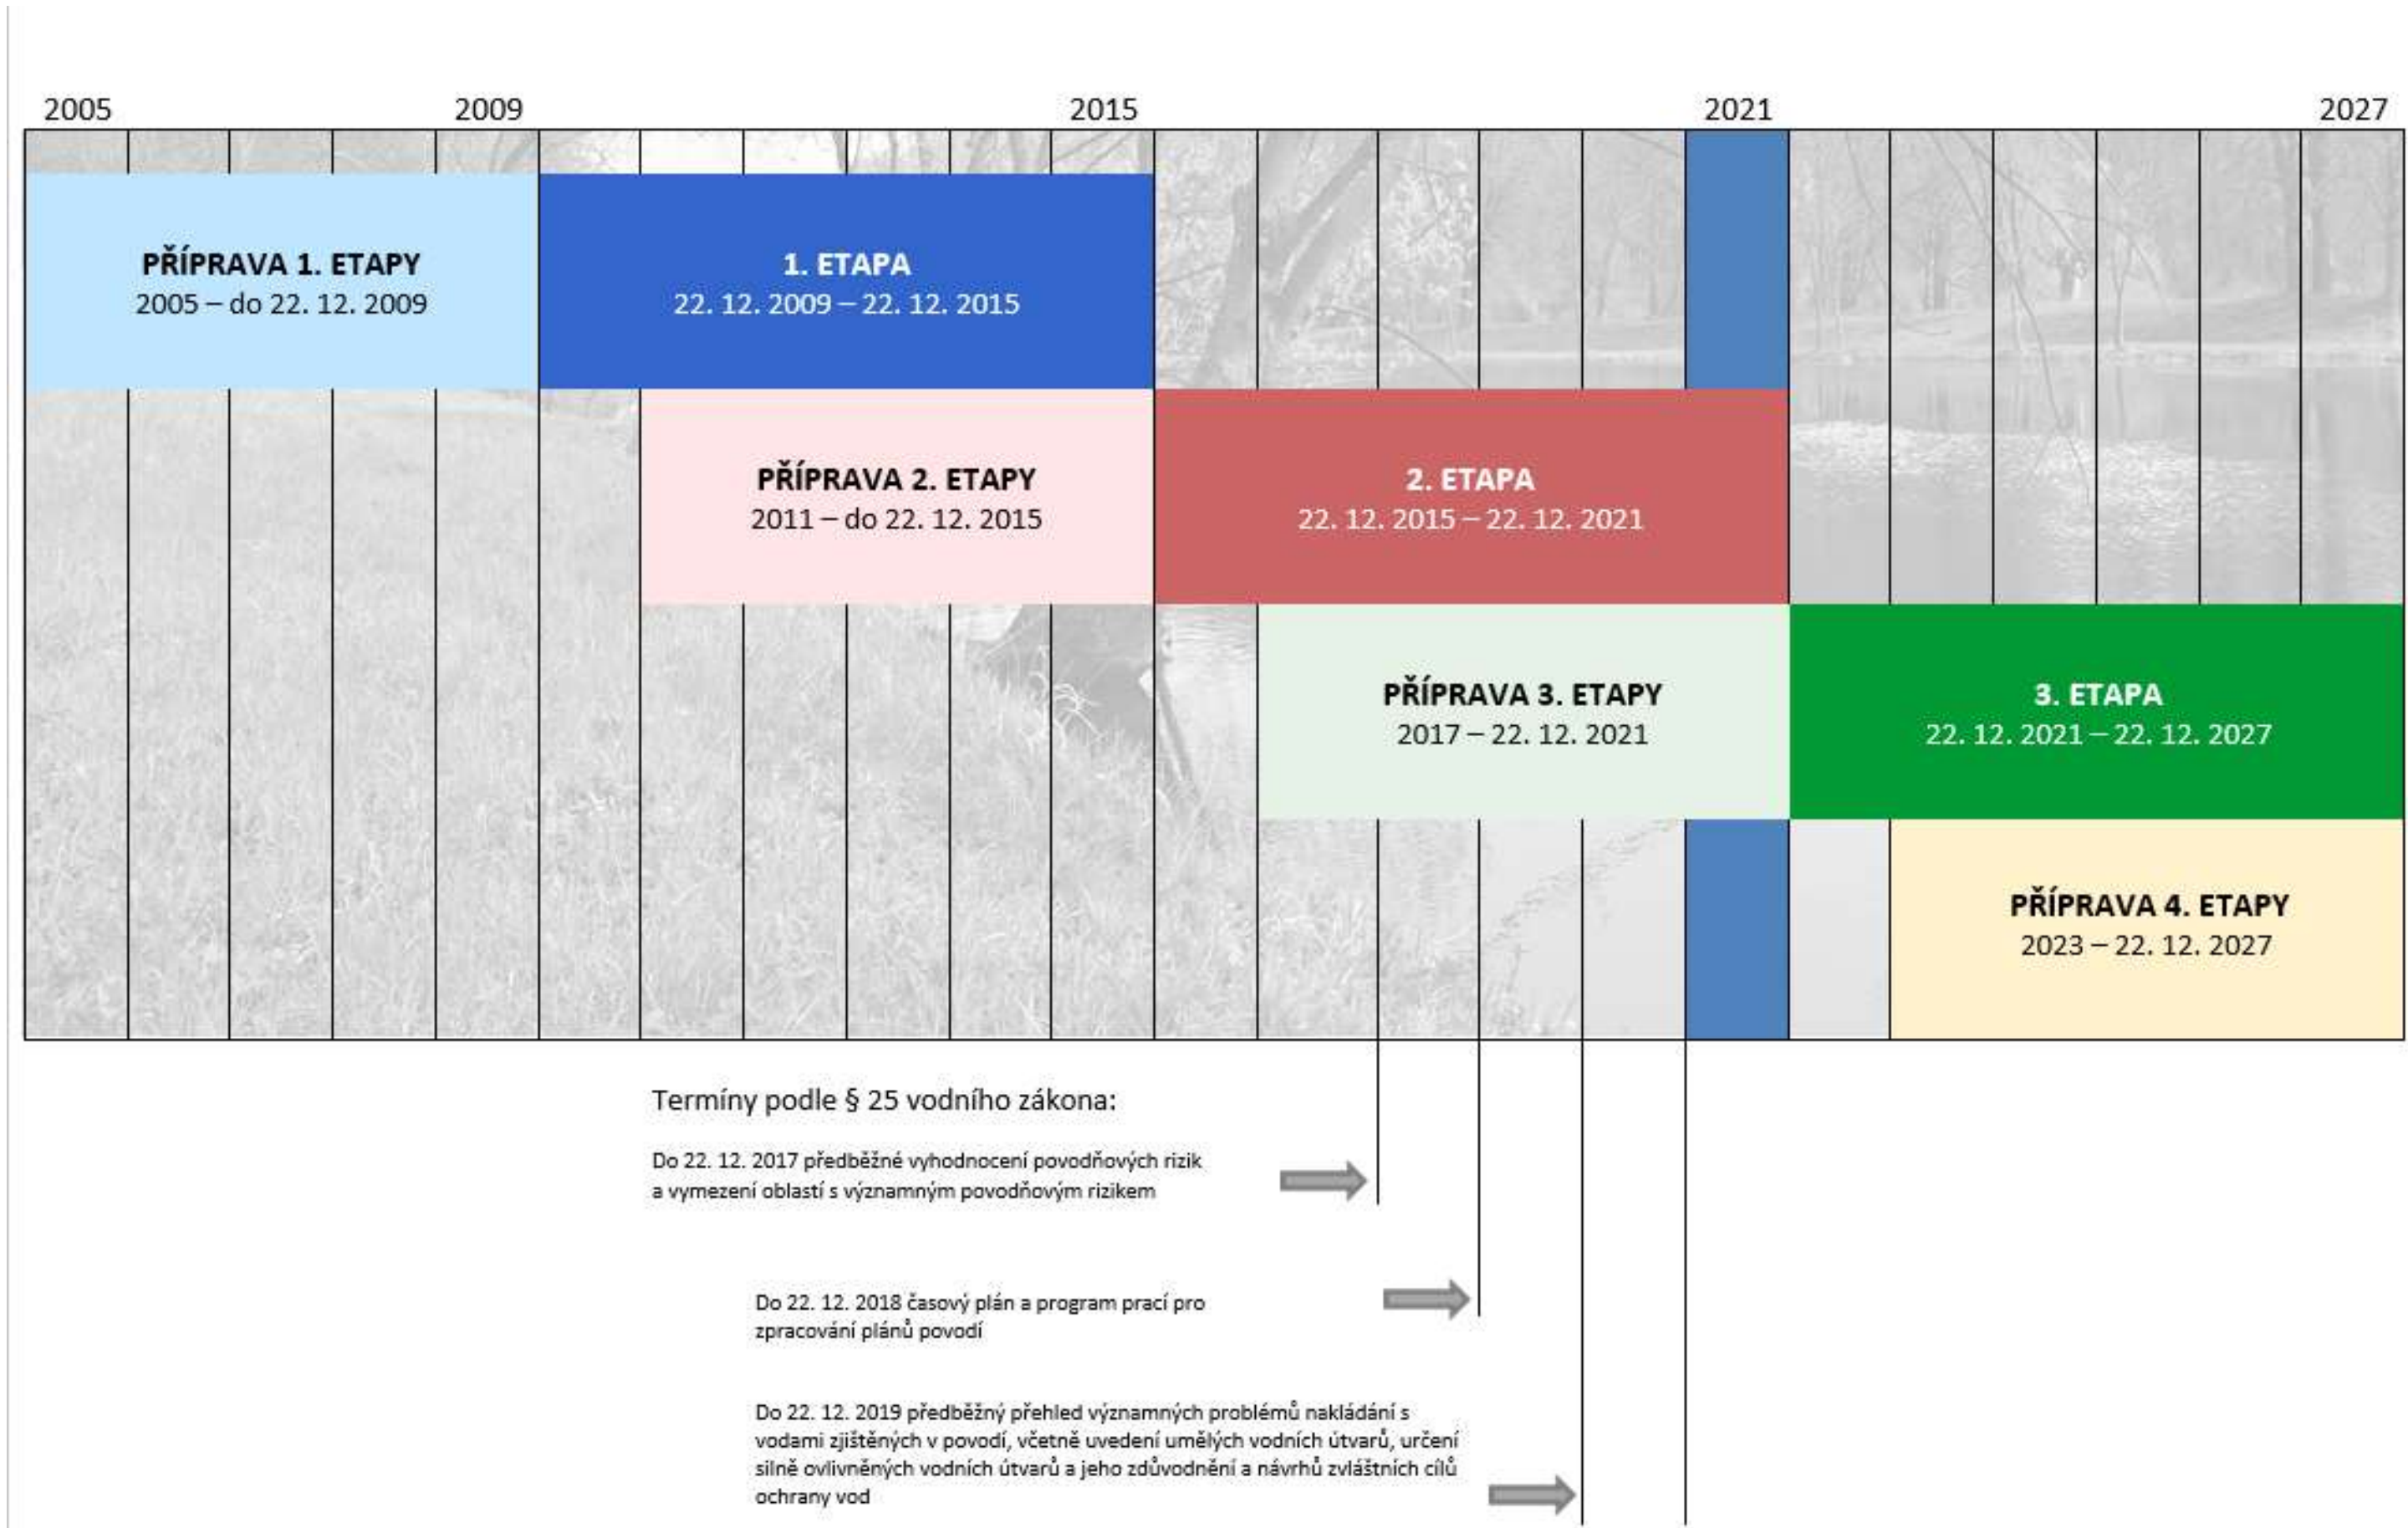 2005 2009 2015 2021 2027
PŘÍPRAVA 1. ETAPY
2005 – do 22. 12. 2009
1. ETAPA
22. 12. 2009 – 22. 12. 2015
PŘÍPRAVA 2. ETAPY
2011 – do 22. 12. 2015
2. ETAPA
22. 12. 2015 – 22. 12. 2021
PŘÍPRAVA 3. ETAPY
2017 – 22. 12. 2021
3. ETAPA
22. 12. 2021 – 22. 12. 2027
PŘÍPRAVA 4. ETAPY
2023 – 22. 12. 2027
Termíny podle § 25 vodního zákona:
Do 22. 12. 2017 předběžné vyhodnocení povodňových rizik
a vymezení oblastí s významným povodňovým rizikem
Do 22. 12. 2018 časový plán a program prací pro
zpracování plánů povodí
Do 22. 12. 2019 předběžný přehled významných problémů nakládání s
vodami zjištěných v povodí, včetně uvedení umělých vodních útvarů, určení
silně ovlivněných vodních útvarů a jeho zdůvodnění a návrhů zvláštních cílů
ochrany vod